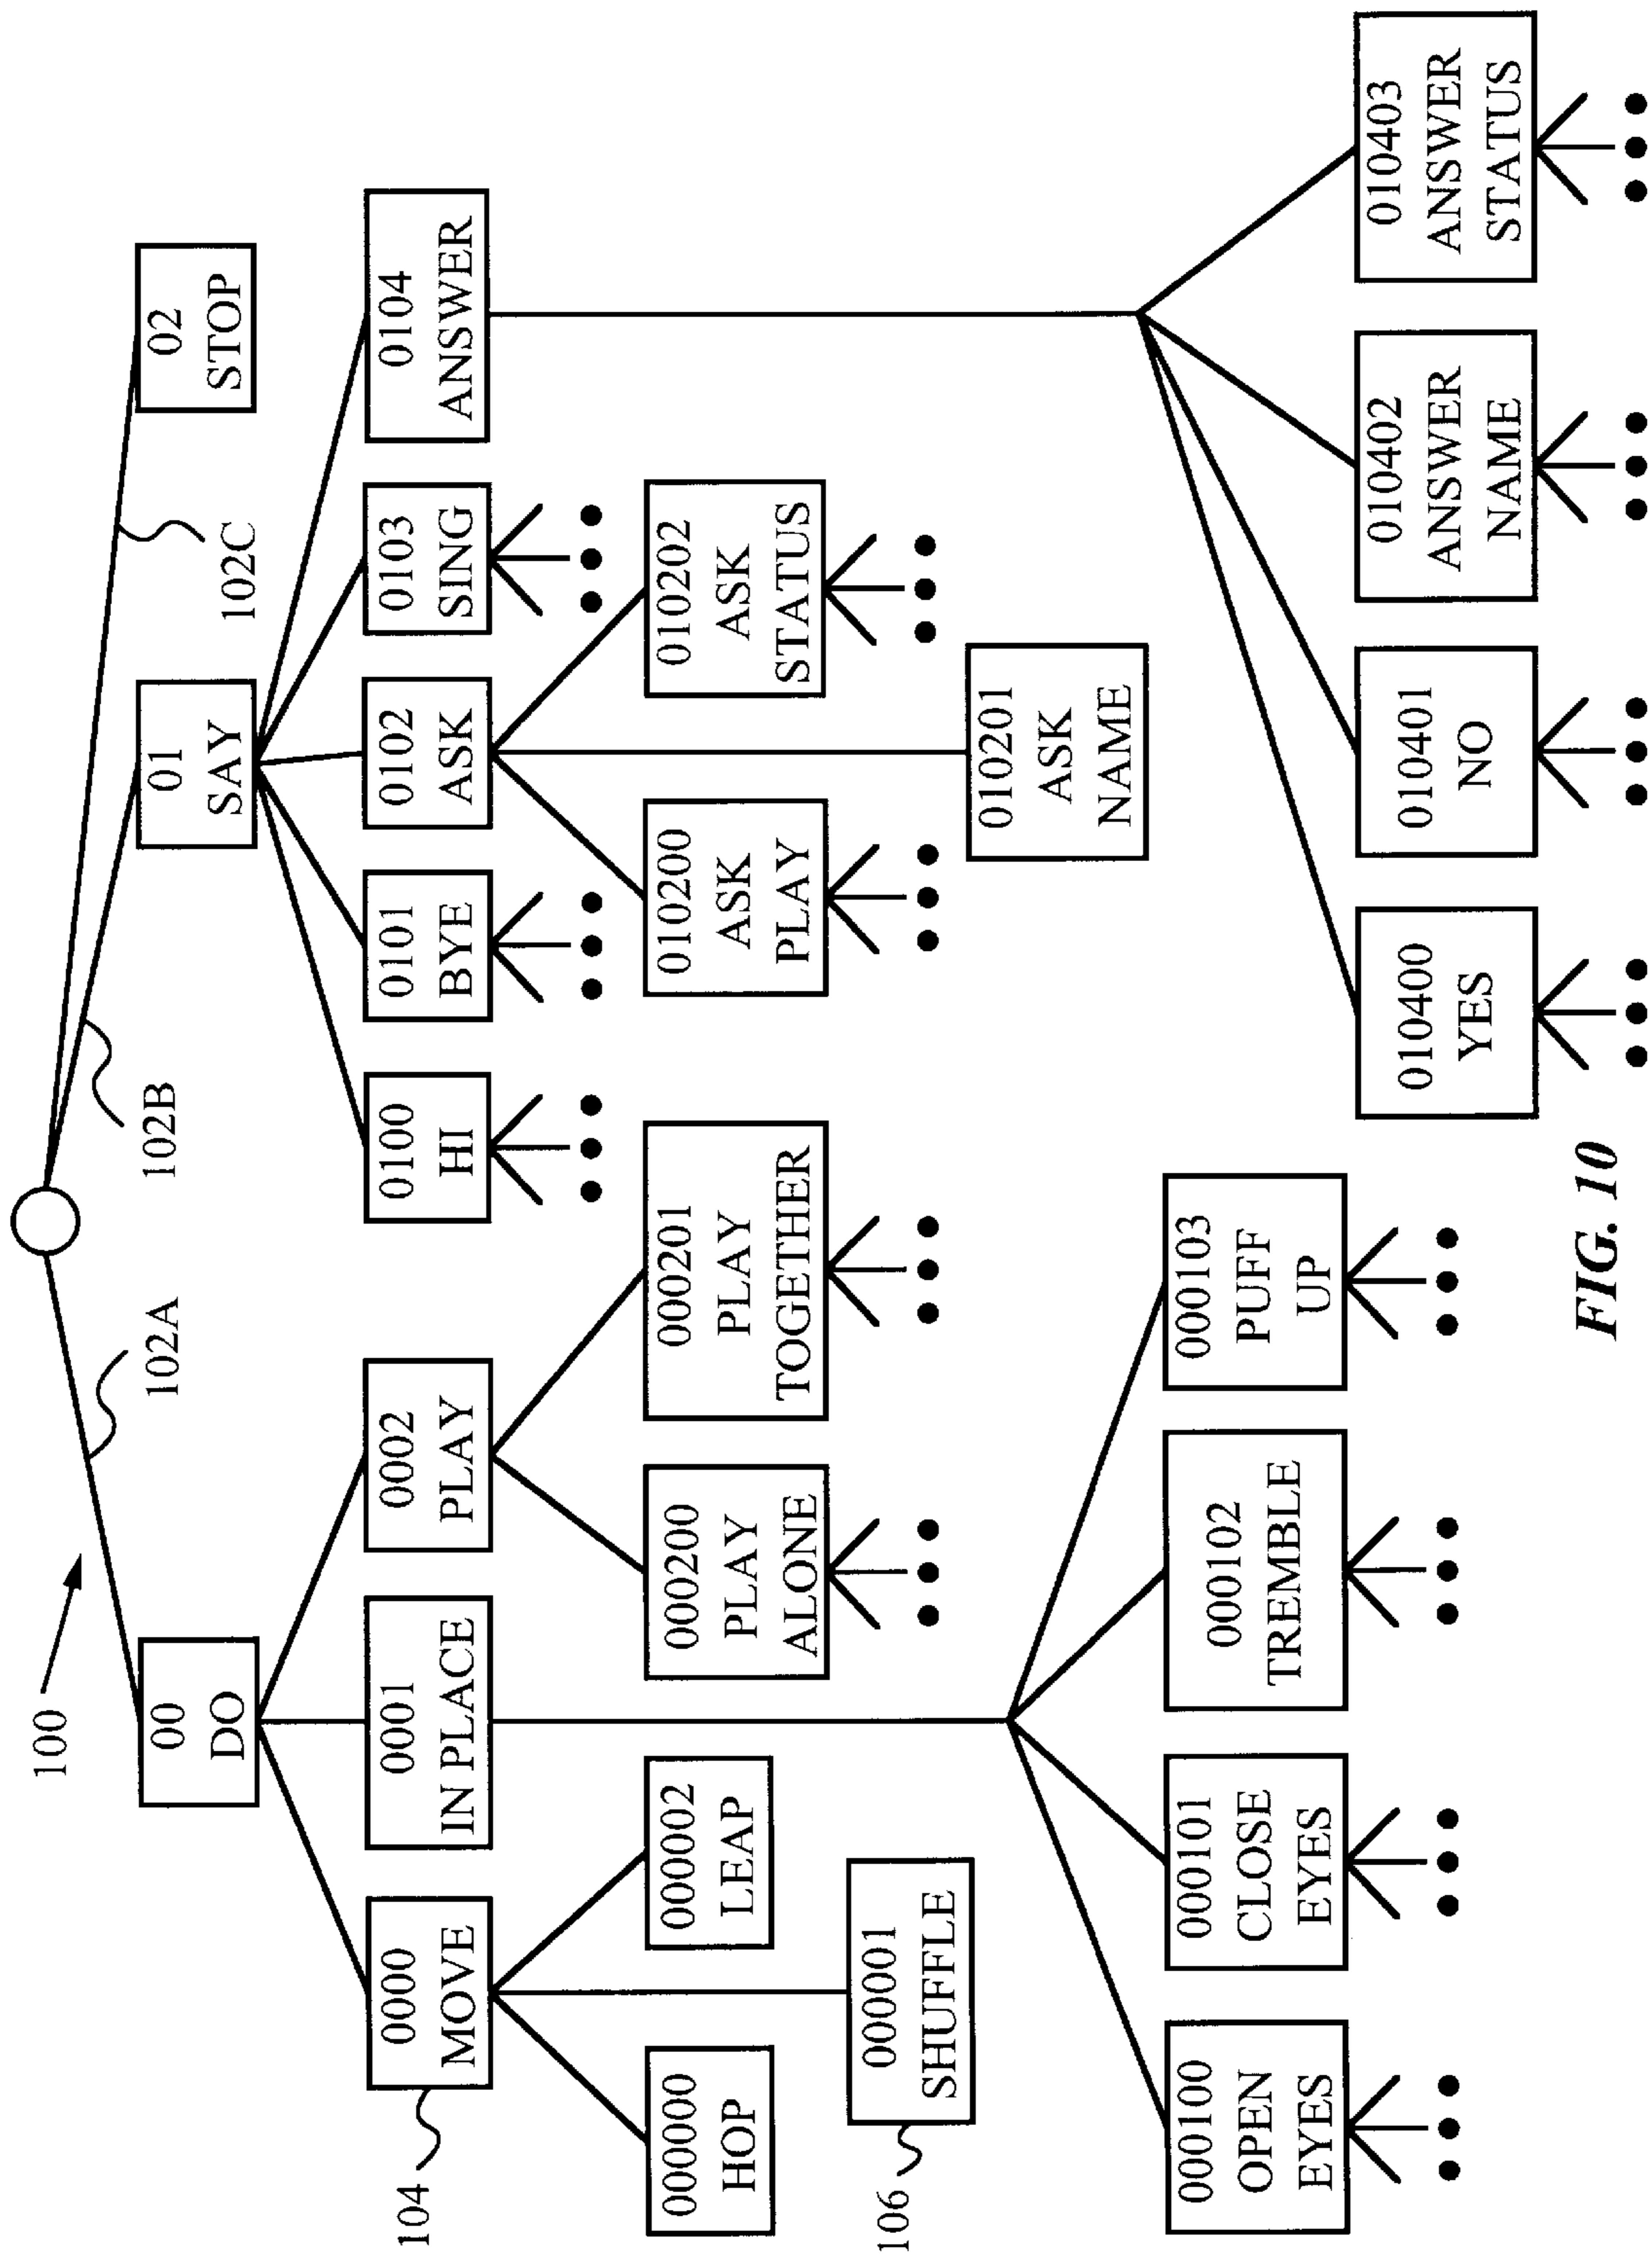 100
102A
102B
102C
00
DO
01
SAY
02
STOP
104
0000
MOVE
0001
IN PLACE
0002
PLAY
0100
HI
0101
BYE
0102
ASK
0103
SING
0104
ANSWER
000000
HOP
000002
LEAP
000200
PLAY
ALONE
000201
PLAY
TOGETHER
010200
ASK
PLAY
010202
ASK
STATUS
106
000001
SHUFFLE
010201
ASK
NAME
000100
OPEN
EYES
000101
CLOSE
EYES
000102
TREMBLE
000103
PUFF
UP
010400
YES
010401
NO
010402
ANSWER
NAME
010403
ANSWER
STATUS
FIG. 10